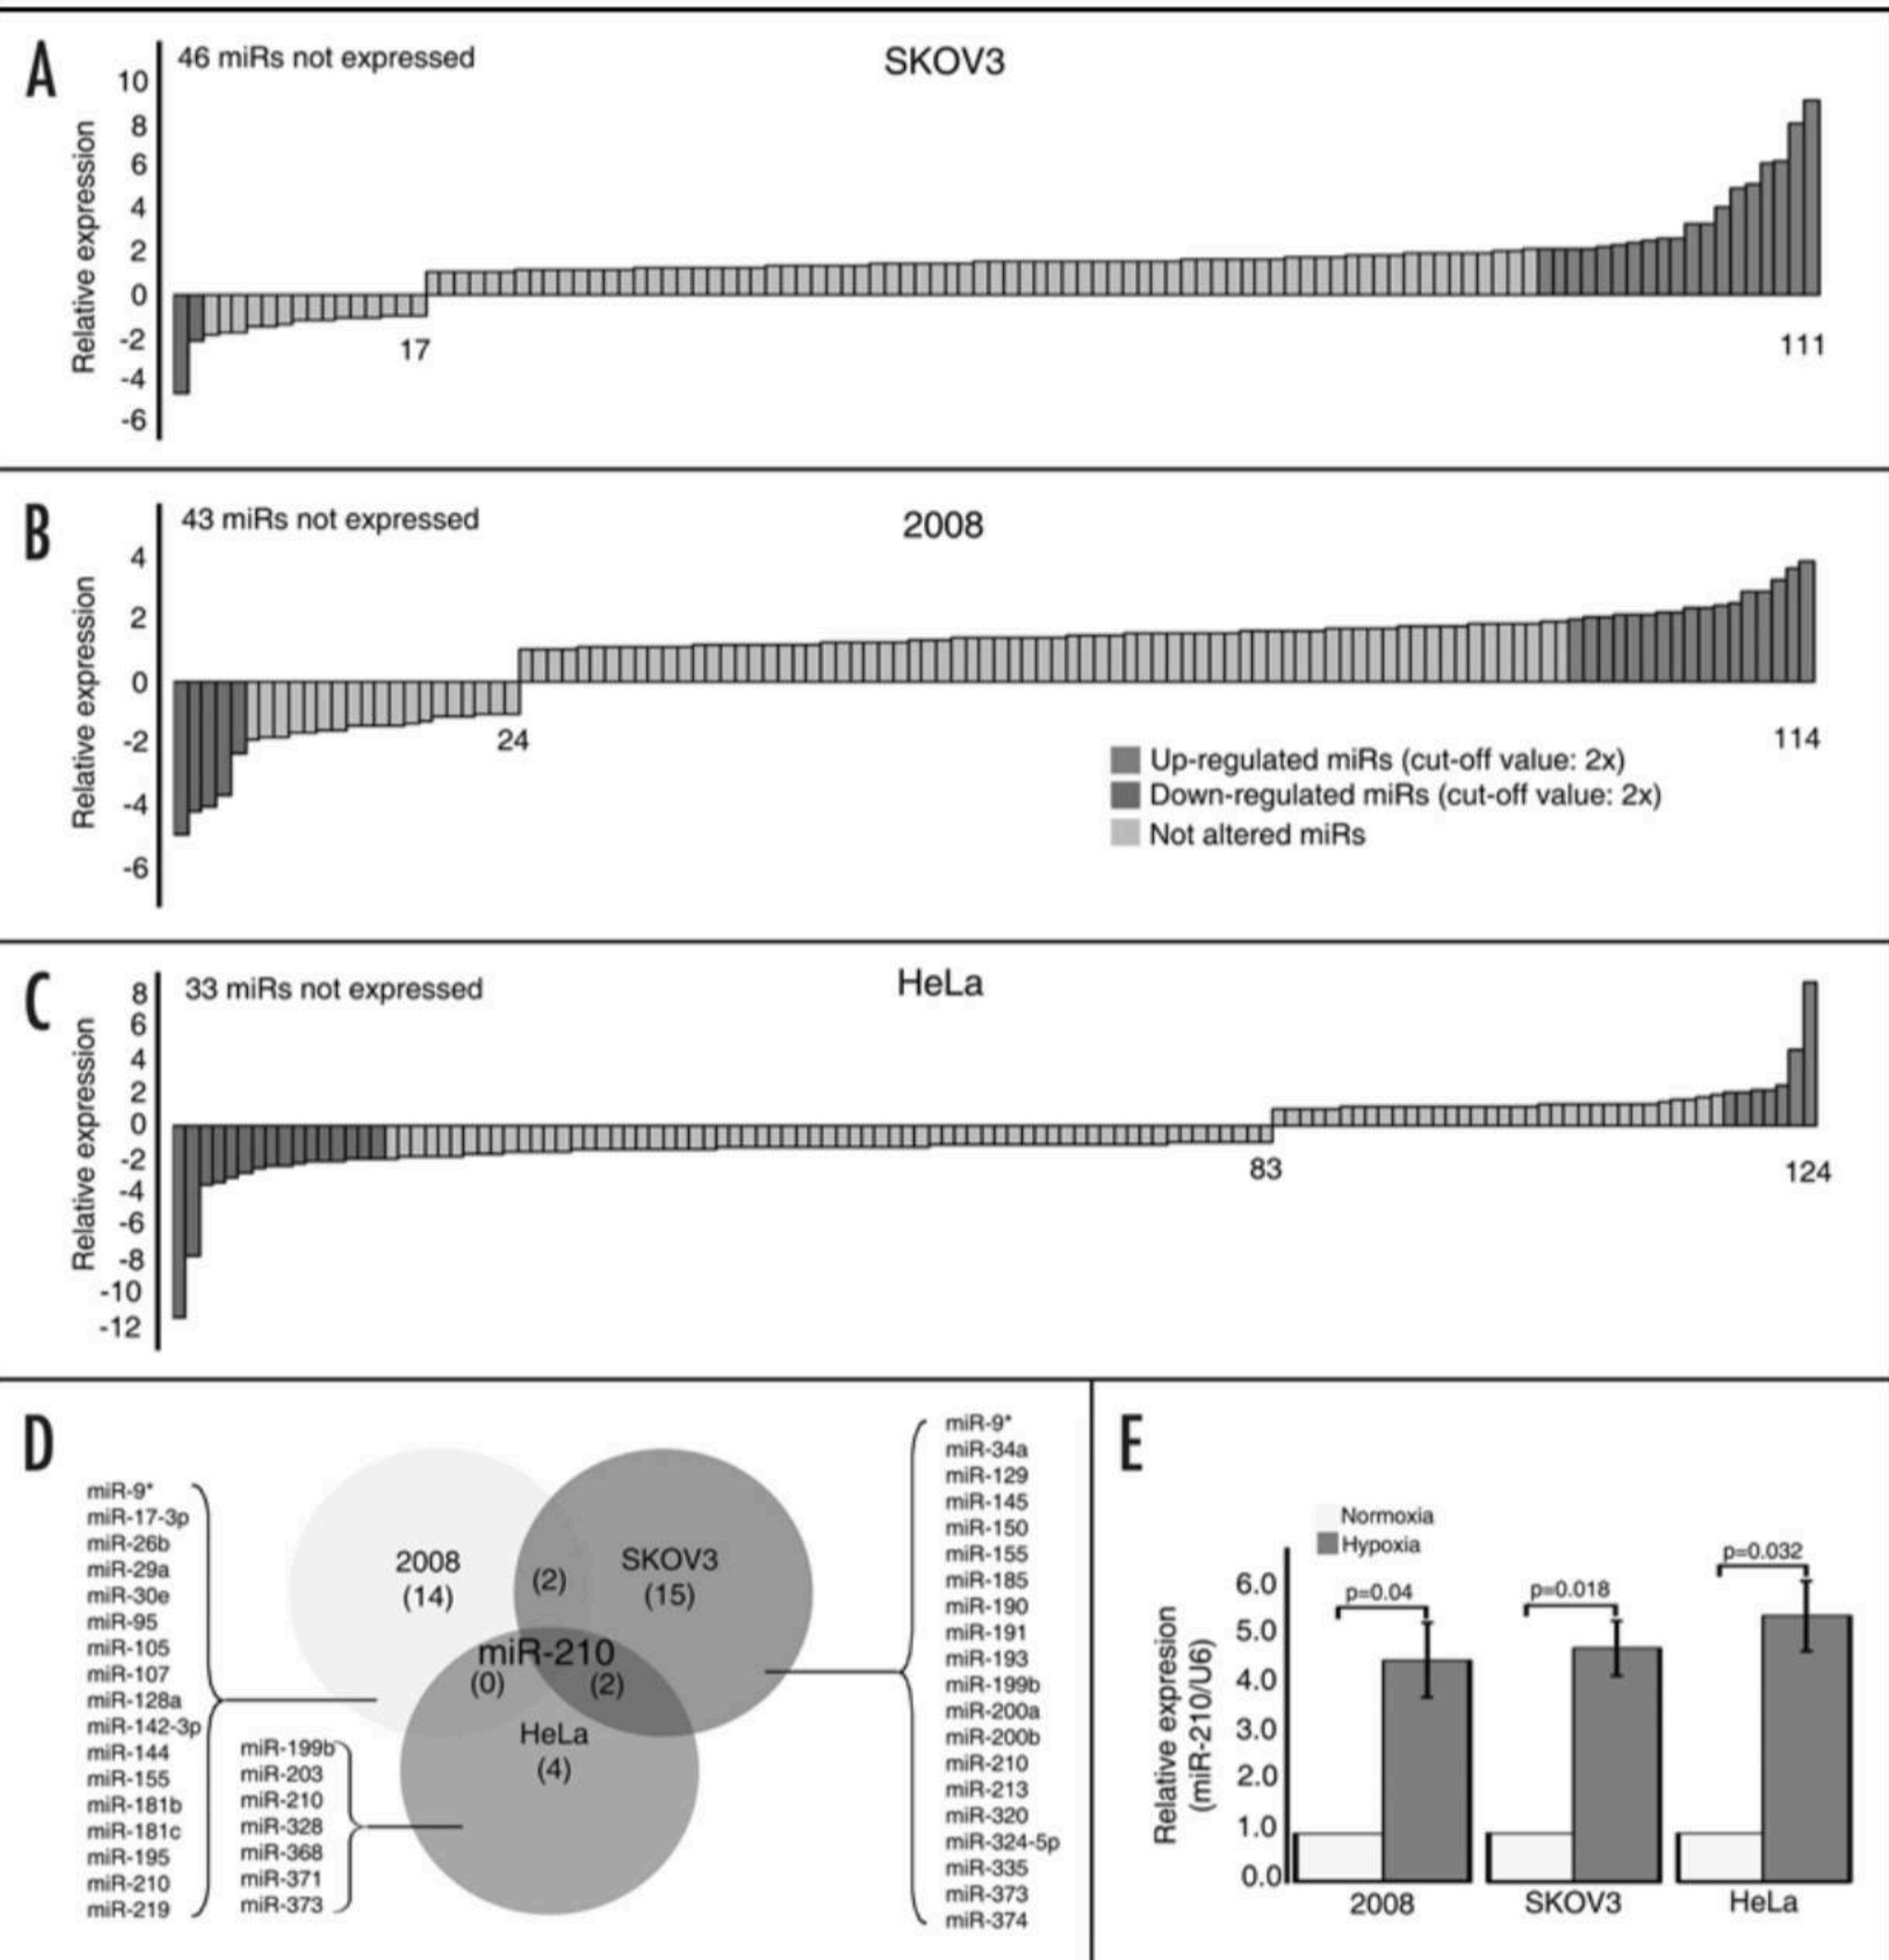 A
46 miRs not expressed
SKOV3
Relative expression
10
8
6
4
2
0
-2
-4
-6
17
111
B
43 miRs not expressed
2008
Relative expression
4
2
0
-2
-4
-6
24
114
Up-regulated miRs (cut-off value: 2x)
Down-regulated miRs (cut-off value: 2x)
Not altered miRs
C
33 miRs not expressed
HeLa
Relative expression
8
6
4
2
0
-2
-4
-6
-8
-10
-12
83
124
D
miR-9*
miR-17-3p
miR-26b
miR-29a
miR-30e
miR-95
miR-105
miR-107
miR-128a
miR-142-3p
miR-144
miR-155
miR-181b
miR-181c
miR-195
miR-210
miR-219
miR-199b
miR-203
miR-210
miR-328
miR-368
miR-371
miR-373
2008
(14)
(2)
SKOV3
(15)
miR-210
(0)
(2)
HeLa
(4)
miR-9*
miR-34a
miR-129
miR-145
miR-150
miR-155
miR-185
miR-190
miR-191
miR-193
miR-199b
miR-200a
miR-200b
miR-210
miR-213
miR-320
miR-324-5p
miR-335
miR-373
miR-374
E
Normoxia
Hypoxia
Relative expression
(miR-210/U6)
6.0
5.0
4.0
3.0
2.0
1.0
0.0
p=0.04
p=0.018
p=0.032
2008
SKOV3
HeLa